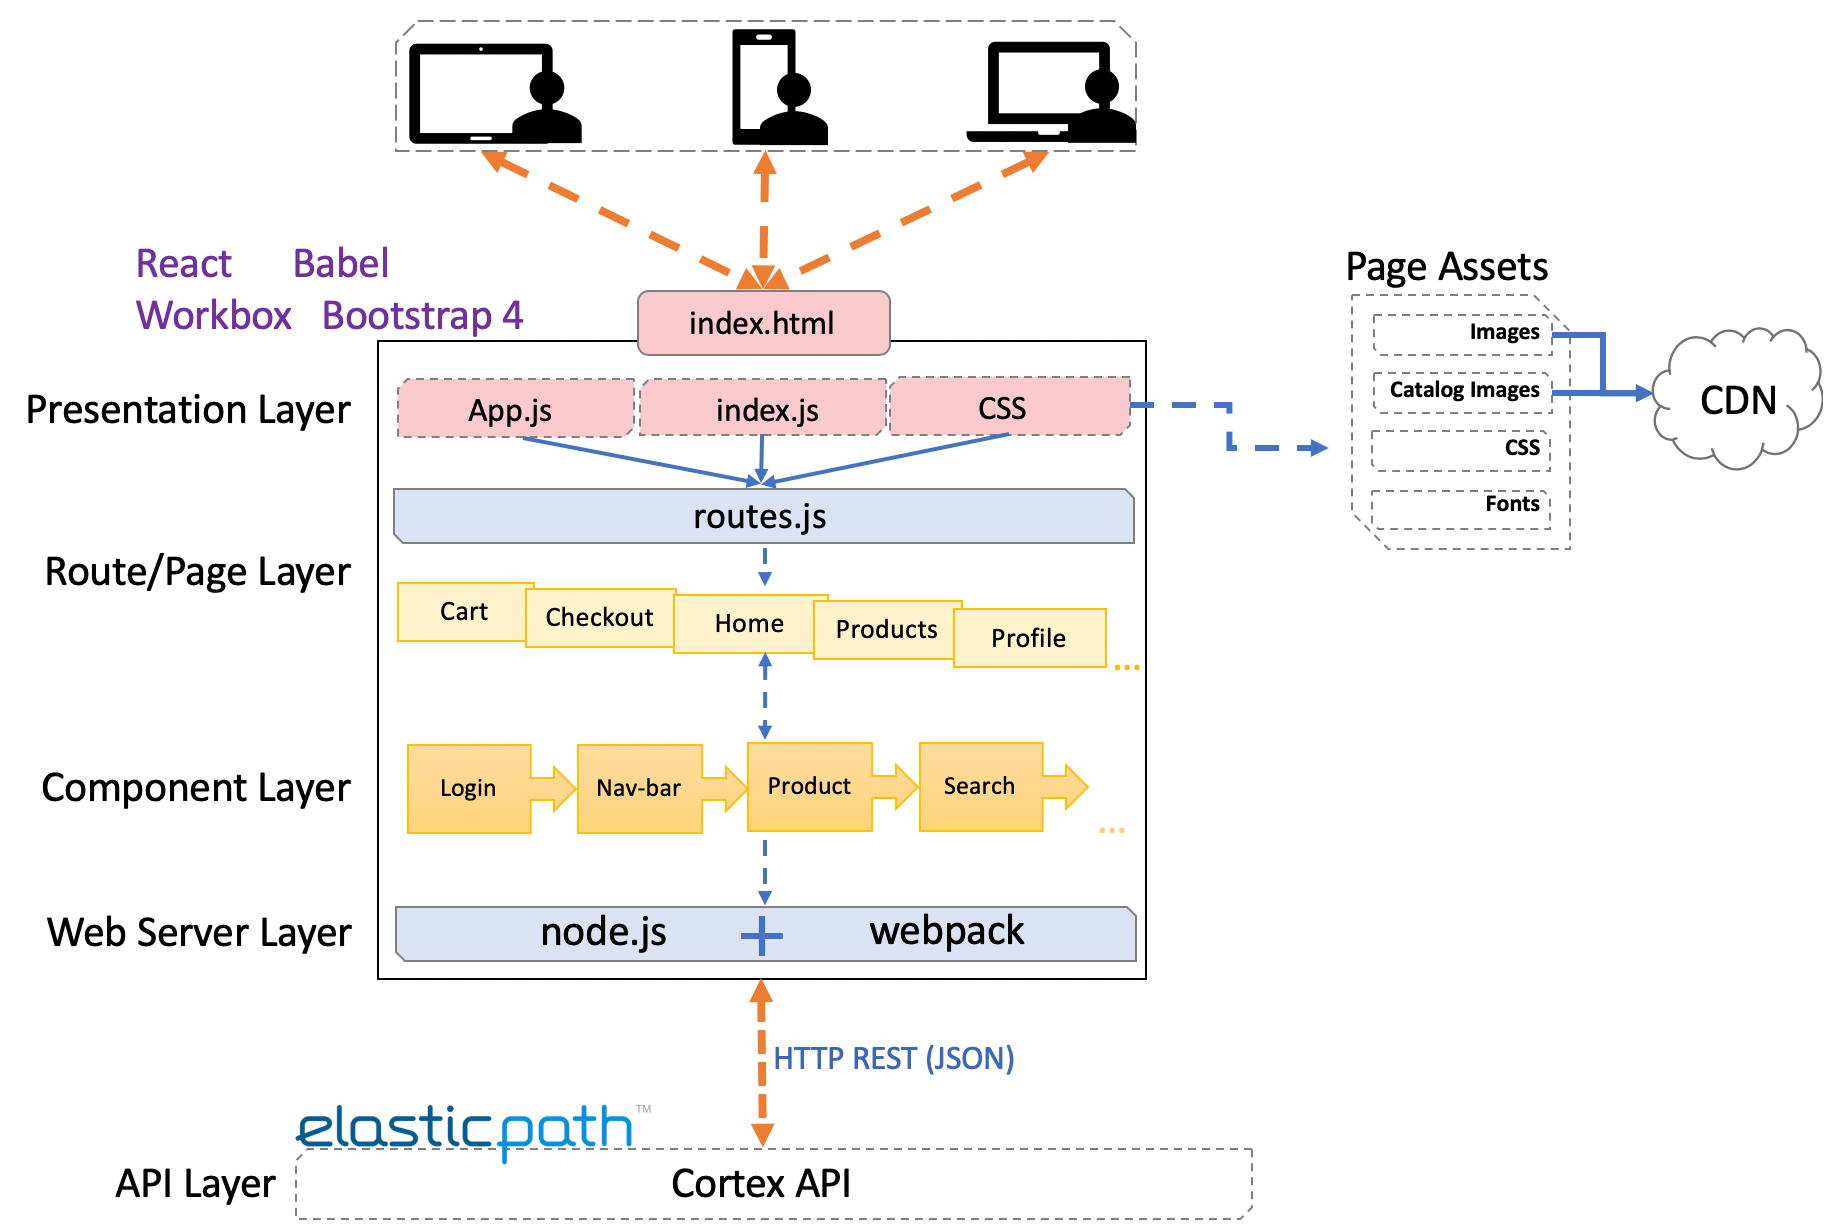 React Babel
Workbox Bootstrap 4
index.html
Page Assets
Images
Catalog Images
CSS
Fonts
CDN
Presentation Layer
App.js
index.js
CSS
routes.js
Route/Page Layer
Cart
Checkout
Home
Products
Profile
...
Component Layer
Login
Nav-bar
Product
Search
...
Web Server Layer
node.js + webpack
HTTP REST (JSON)
elasticpath™
API Layer
Cortex API